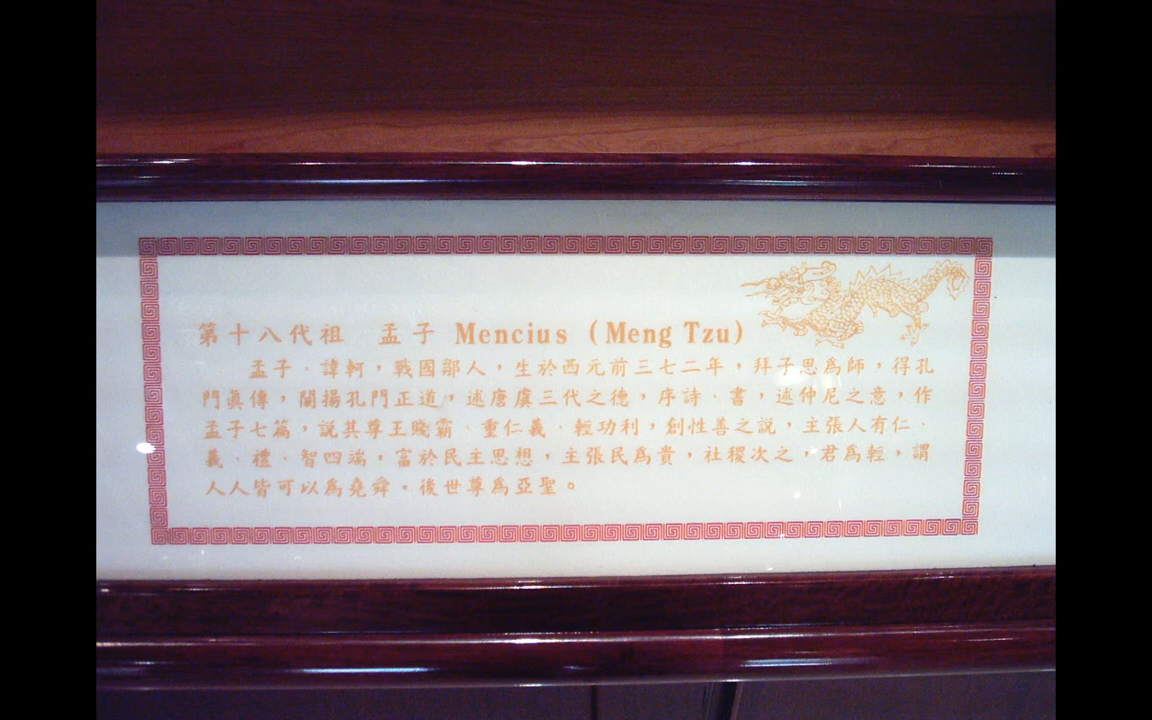 第十八代祖　孟子 Mencius (Meng Tzu)
孟子、諱軻，戰國鄒人，生於西元前三七二年，拜子思爲師，得孔
門眞傳，闡揚孔門正道，述唐虞三代之德，序詩、書，述仲尼之意，作
孟子七篇，說其尊王賤霸、重仁義、輕功利，創性善之說，主張人有仁、
義、禮、智四端，富於民主思想，主張民爲貴，社稷次之，君爲輕，謂
人人皆可以爲堯舜。後世尊爲亞聖。